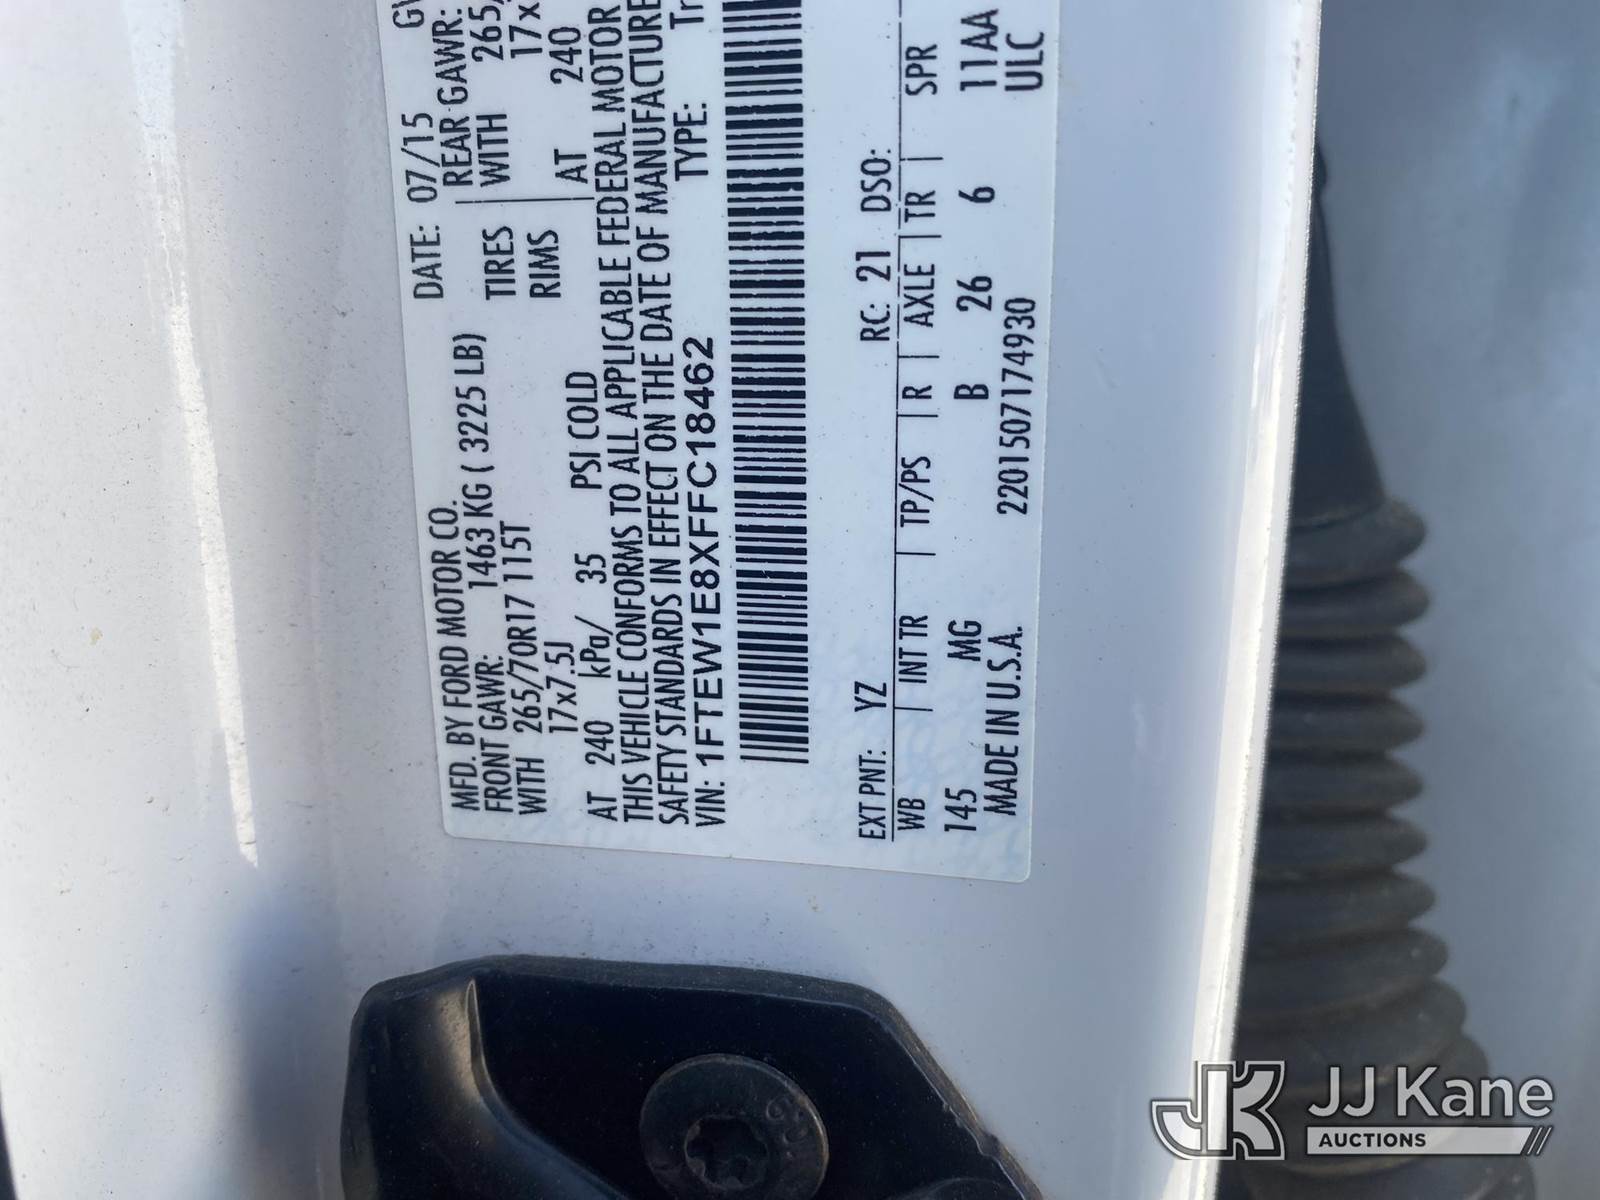 MFD. BY FORD MOTOR CO.
DATE: 07/15
FRONT GAWR: 1463 KG ( 3225 LB)
REAR GAWR:
WITH 265/70R17 115T
TIRES
WITH
17x7.5J
RIMS
AT 240 kPa/ 35 PSI COLD
AT 240
THIS VEHICLE CONFORMS TO ALL APPLICABLE FEDERAL MOTOR
SAFETY STANDARDS IN EFFECT ON THE DATE OF MANUFACTURE
VIN: 1FTEW1E8XFFC18462
TYPE:
EXT PNT: YZ RC: 21 DSO:
WB | INT TR | TP/PS | R | AXLE | TR | SPR
145 MG B 26 6 11AA
MADE IN U.S.A. 2201507174930 ULC
JK
JJ Kane
AUCTIONS